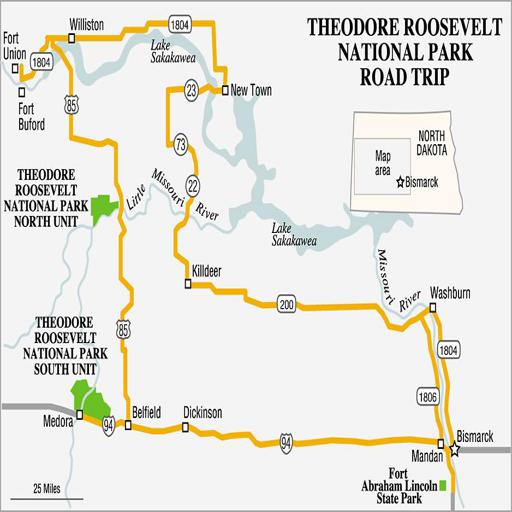 THEODORE ROOSEVELT
NATIONAL PARK
ROAD TRIP
Williston
1804
Fort
Union
1804
Lake
Sakakawea
Fort
Buford
85
23
New Town
73
22
NORTH
DAKOTA
Map
area
Bismarck
THEODORE
ROOSEVELT
NATIONAL PARK
NORTH UNIT
Little
Missouri
River
Lake
Sakakawea
Missouri
River
Killdeer
200
Washburn
THEODORE
ROOSEVELT
NATIONAL PARK
SOUTH UNIT
85
1804
1806
Medora
94
Belfield
Dickinson
94
Bismarck
Mandan
Fort
Abraham Lincoln
State Park
25 Miles